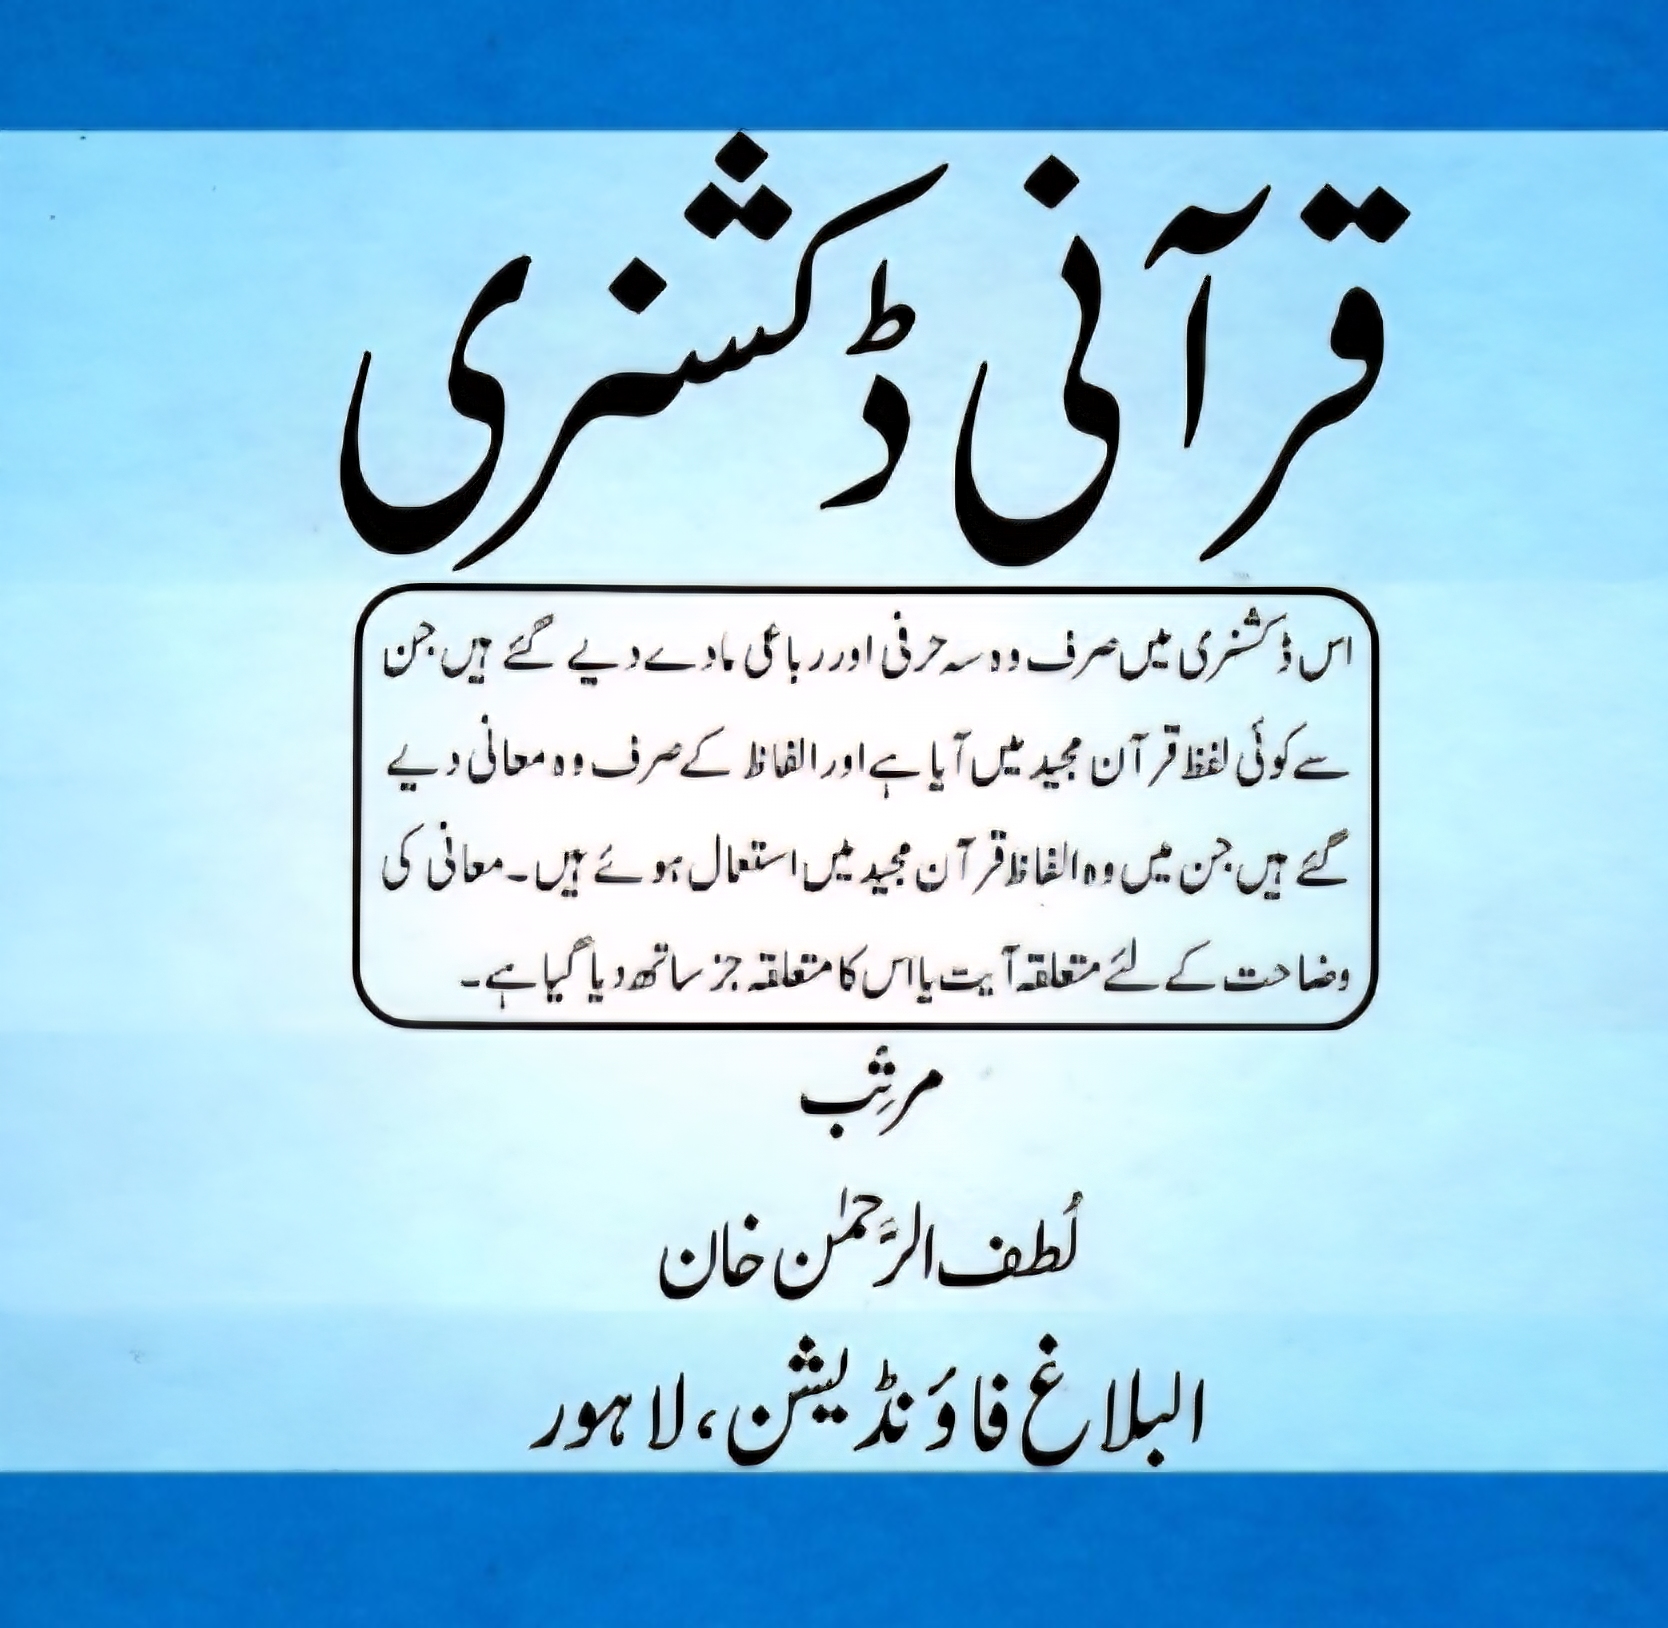 قرآنی ڈکشنری
اس ڈکشنری میں صرف وہ سہ حرفی اور رباعی مادے دیے گئے ہیں جن
سے کوئی لفظ قرآن مجید میں آیا ہے اور الفاظ کے صرف وہ معانی دیے
گئے ہیں جن میں وہ الفاظ قرآن مجید میں استعمال ہوئے ہیں۔ معانی کی
وضاحت کے لئے متعلقہ آیت یا اس کا متعلقہ جز ساتھ دیا گیا ہے۔
مرتِّب
لُطف الرَّحمٰن خان
البلاغ فاؤنڈیشن، لاہور